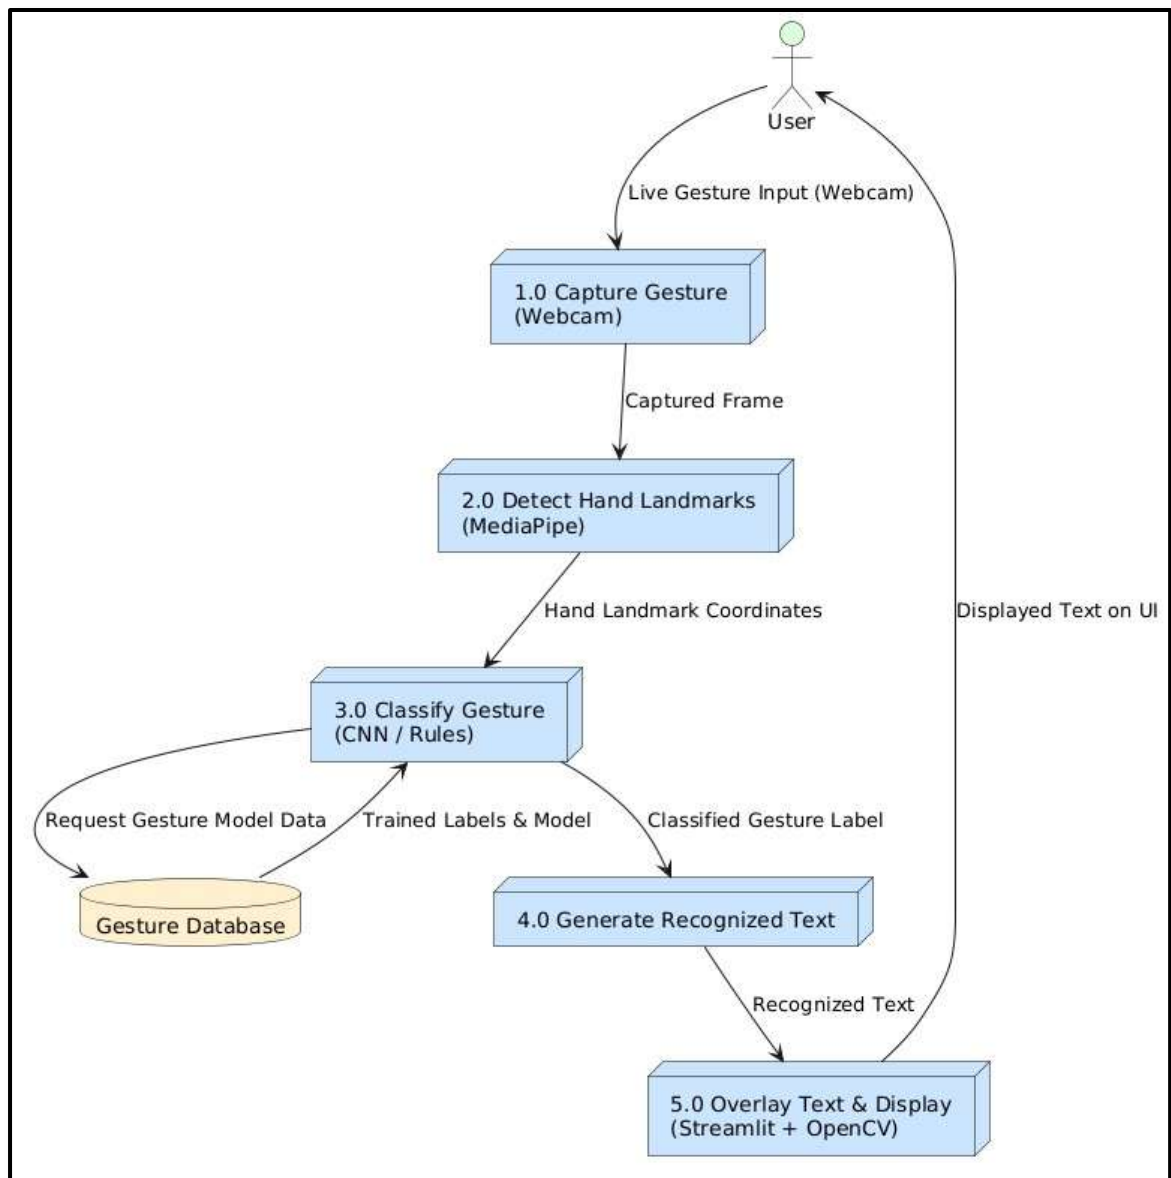 User
Live Gesture Input (Webcam)
1.0 Capture Gesture
(Webcam)
Captured Frame
2.0 Detect Hand Landmarks
(MediaPipe)
Hand Landmark Coordinates
Displayed Text on UI
3.0 Classify Gesture
(CNN / Rules)
Request Gesture Model Data
Trained Labels & Model
Classified Gesture Label
Gesture Database
4.0 Generate Recognized Text
Recognized Text
5.0 Overlay Text & Display
(Streamlit + OpenCV)